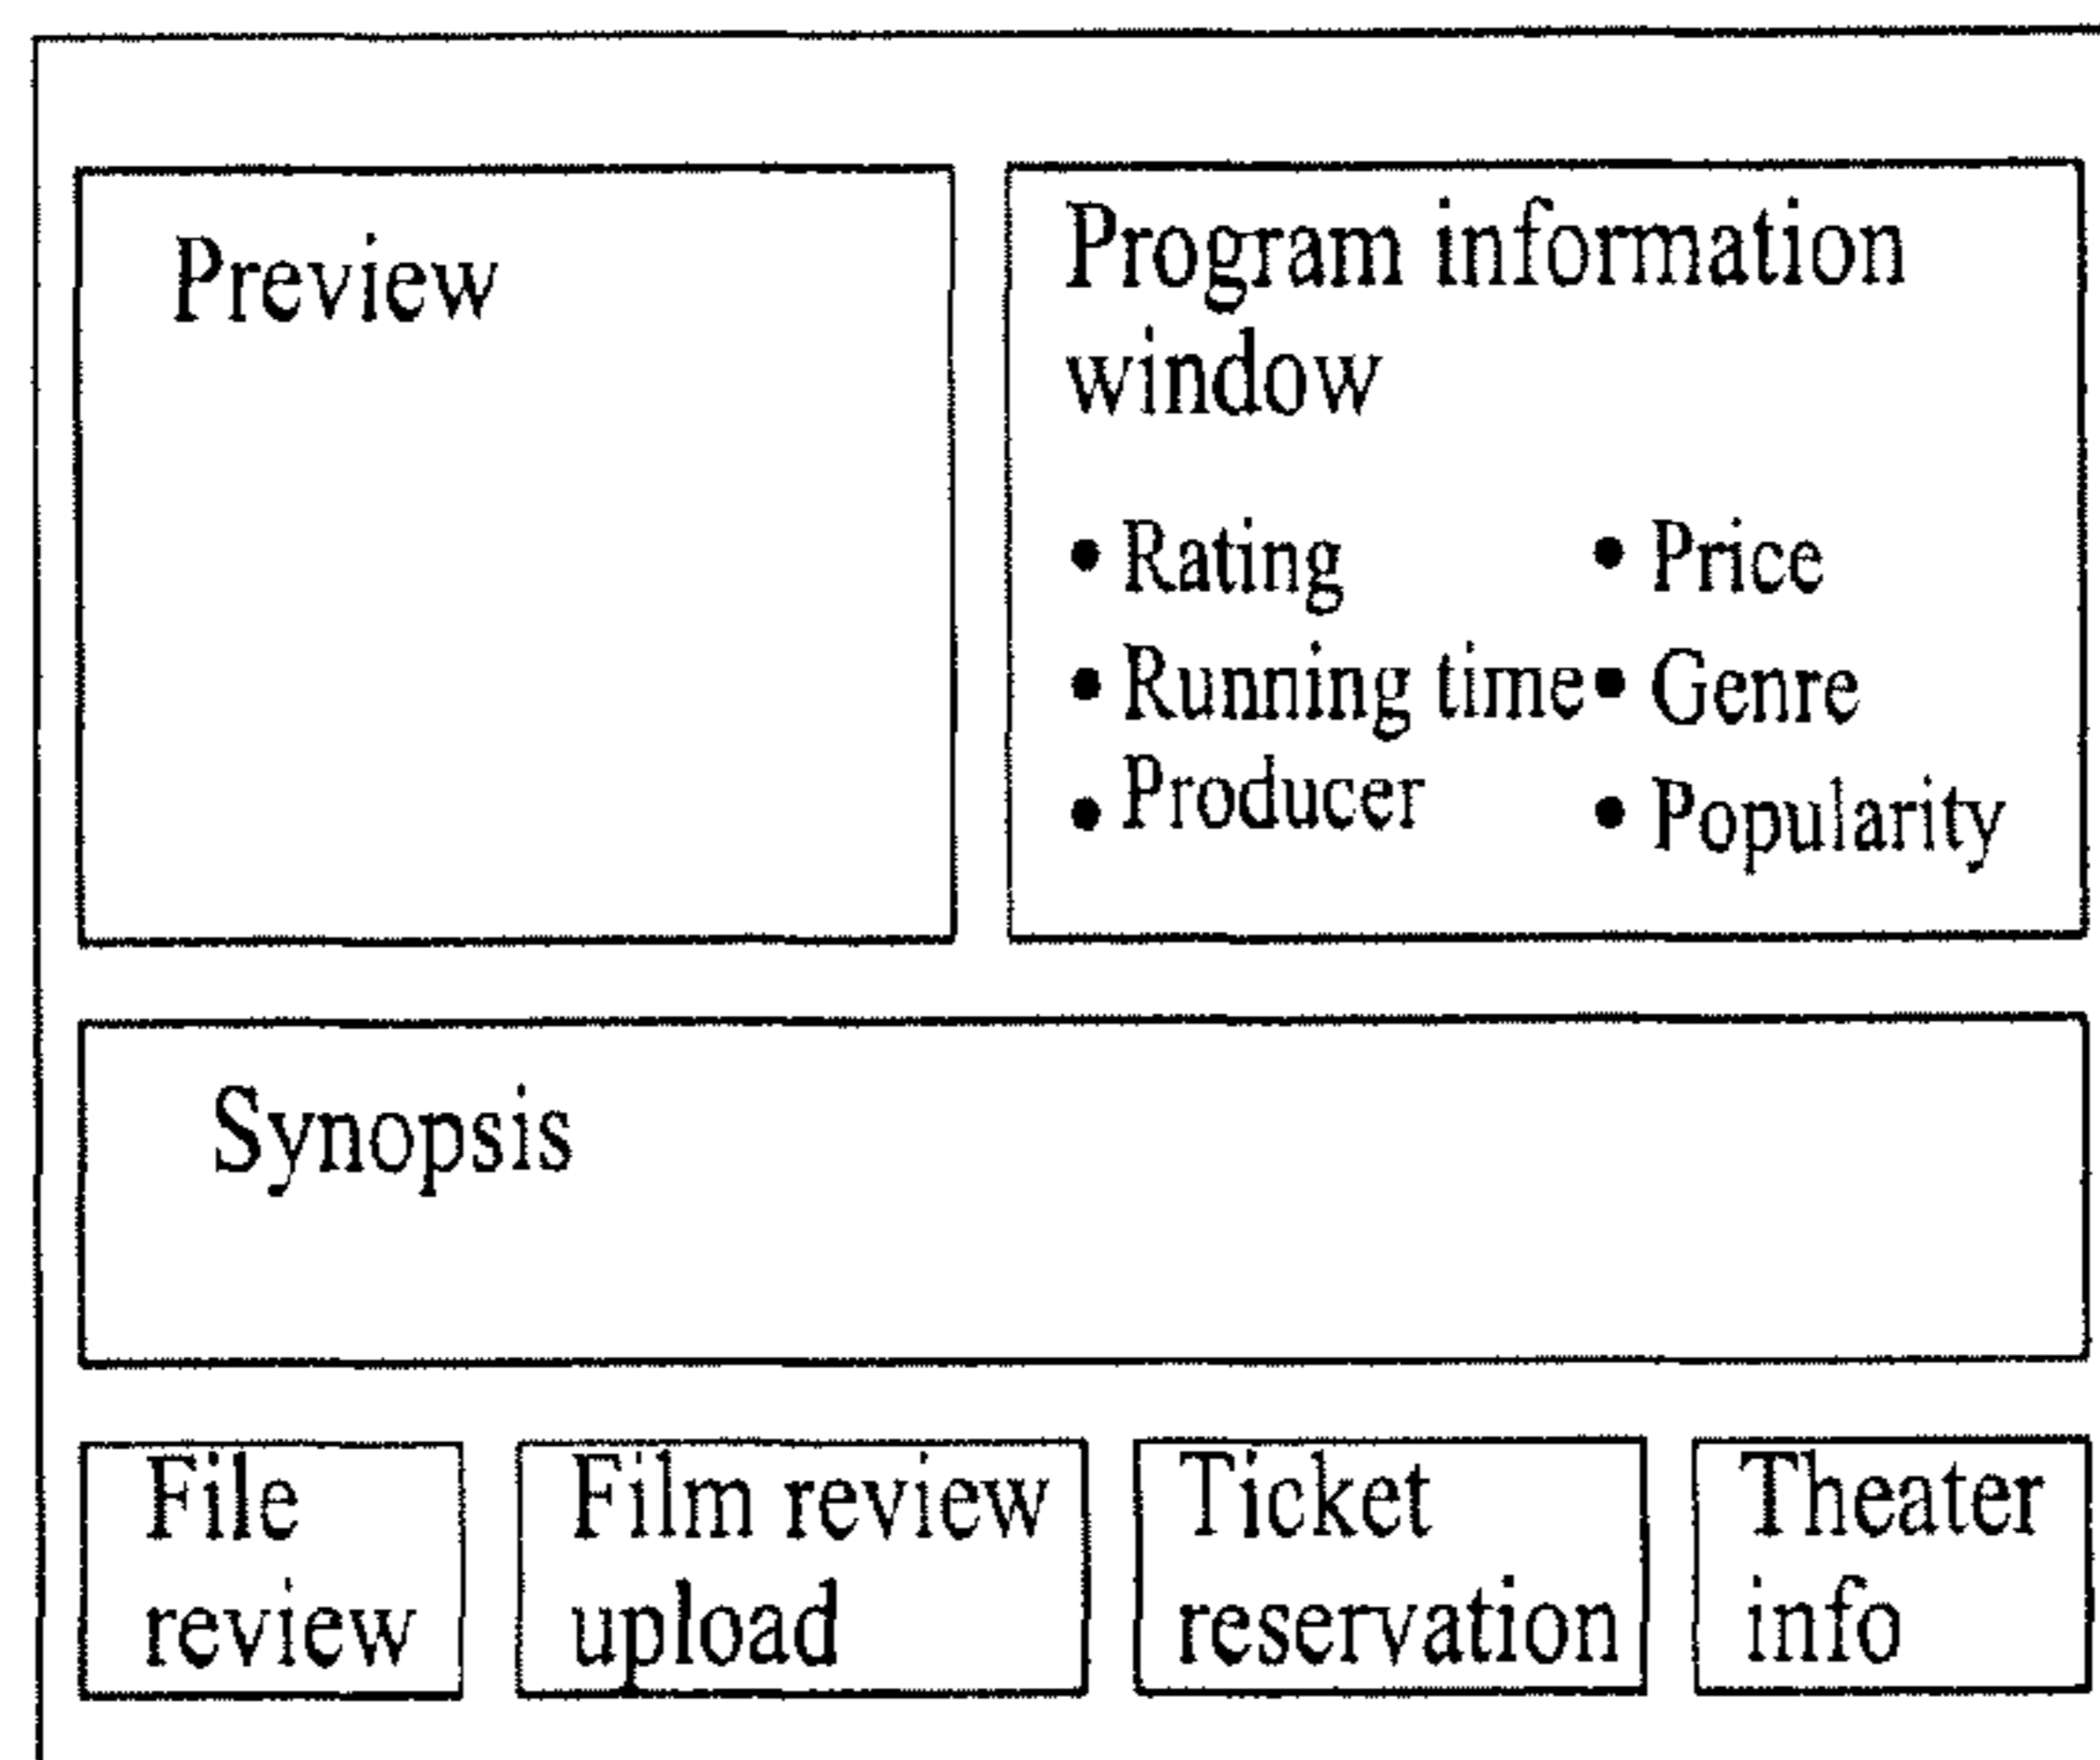 Preview
Program information
window
• Rating
• Price
• Running time
• Genre
• Producer
• Popularity
Synopsis
File
review
Film review
upload
Ticket
reservation
Theater
info